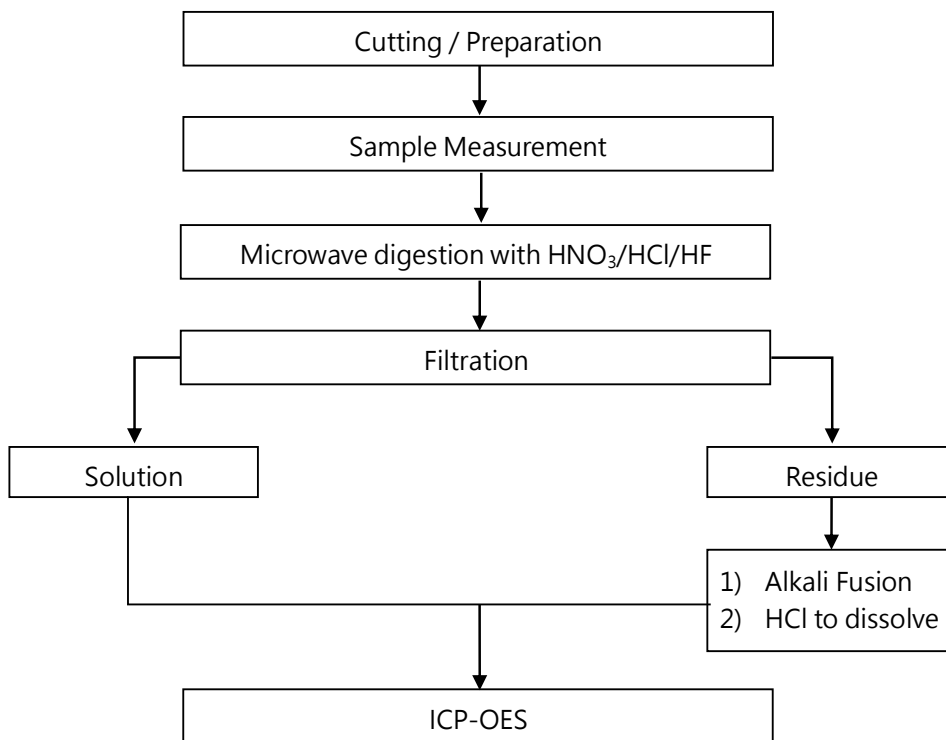 Cutting / Preparation
Sample Measurement
Microwave digestion with HNO₃/HCl/HF
Filtration
Solution
Residue
1) Alkali Fusion
2) HCl to dissolve
ICP-OES